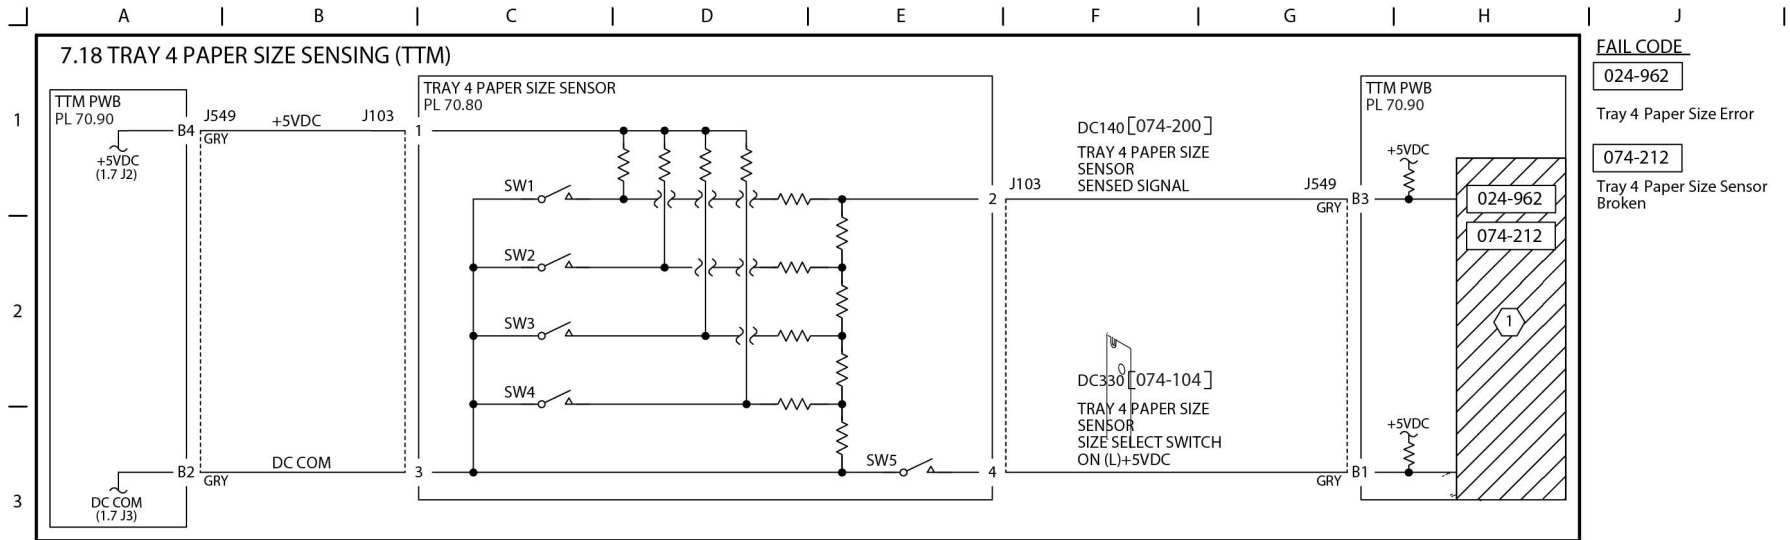 A B C D E F G H J
7.18 TRAY 4 PAPER SIZE SENSING (TTM)
FAIL CODE
024-962
Tray 4 Paper Size Error
074-212
Tray 4 Paper Size Sensor
Broken
1
2
3
TTM PWB
PL 70.90
+5VDC
(1.7 J2)
B4
J549
GRY
+5VDC
J103
1
DC COM
(1.7 J3)
B2
GRY
DC COM
3
TRAY 4 PAPER SIZE SENSOR
PL 70.80
SW1
SW2
SW3
SW4
SW5
2
4
J103
DC140 [074-200]
TRAY 4 PAPER SIZE
SENSOR
SENSED SIGNAL
J549
GRY
B3
DC330 [074-104]
TRAY 4 PAPER SIZE
SENSOR
SIZE SELECT SWITCH
ON (L)+5VDC
GRY
B1
TTM PWB
PL 70.90
+5VDC
024-962
074-212
1
+5VDC